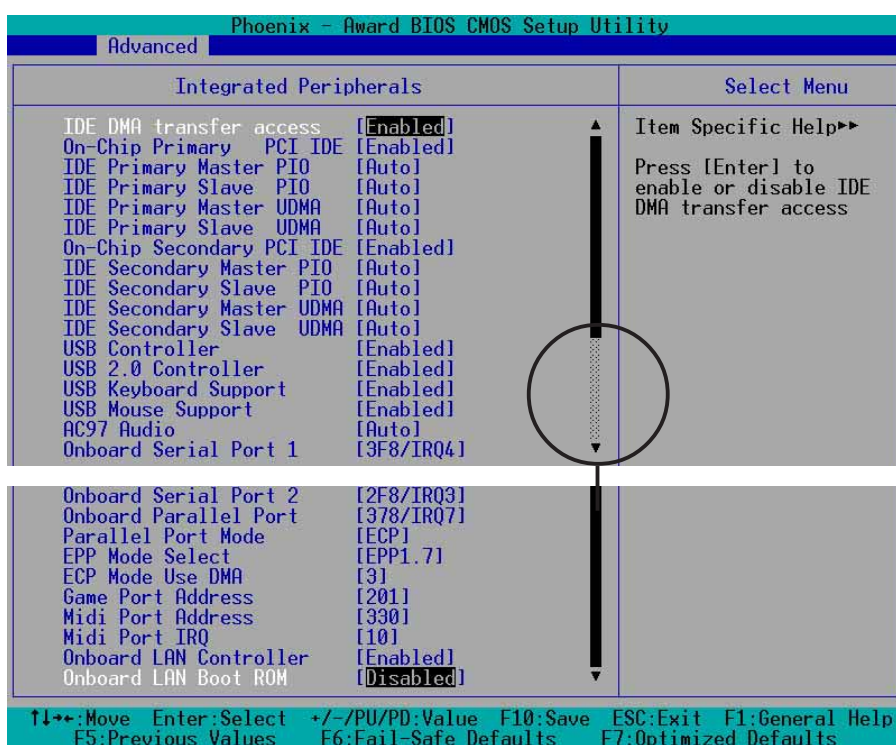 Phoenix - Award BIOS CMOS Setup Utility
Advanced
Integrated Peripherals
Select Menu
IDE DMA transfer access [Enabled]
On-Chip Primary PCI IDE [Enabled]
IDE Primary Master PIO [Auto]
IDE Primary Slave PIO [Auto]
IDE Primary Master UDMA [Auto]
IDE Primary Slave UDMA [Auto]
On-Chip Secondary PCI IDE [Enabled]
IDE Secondary Master PIO [Auto]
IDE Secondary Slave PIO [Auto]
IDE Secondary Master UDMA [Auto]
IDE Secondary Slave UDMA [Auto]
USB Controller [Enabled]
USB 2.0 Controller [Enabled]
USB Keyboard Support [Enabled]
USB Mouse Support [Enabled]
AC97 Audio [Auto]
Onboard Serial Port 1 [3F8/IRQ4]
Item Specific Help►►
Press [Enter] to
enable or disable IDE
DMA transfer access
Onboard Serial Port 2 [2F8/IRQ3]
Onboard Parallel Port [378/IRQ7]
Parallel Port Mode [ECP]
EPP Mode Select [EPP1.7]
ECP Mode Use DMA [3]
Game Port Address [201]
Midi Port Address [330]
Midi Port IRQ [10]
Onboard LAN Controller [Enabled]
Onboard LAN Boot ROM [Disabled]
↑↓→←:Move Enter:Select +/-/PU/PD:Value F10:Save ESC:Exit F1:General Help
F5:Previous Values F6:Fail-Safe Defaults F7:Optimized Defaults